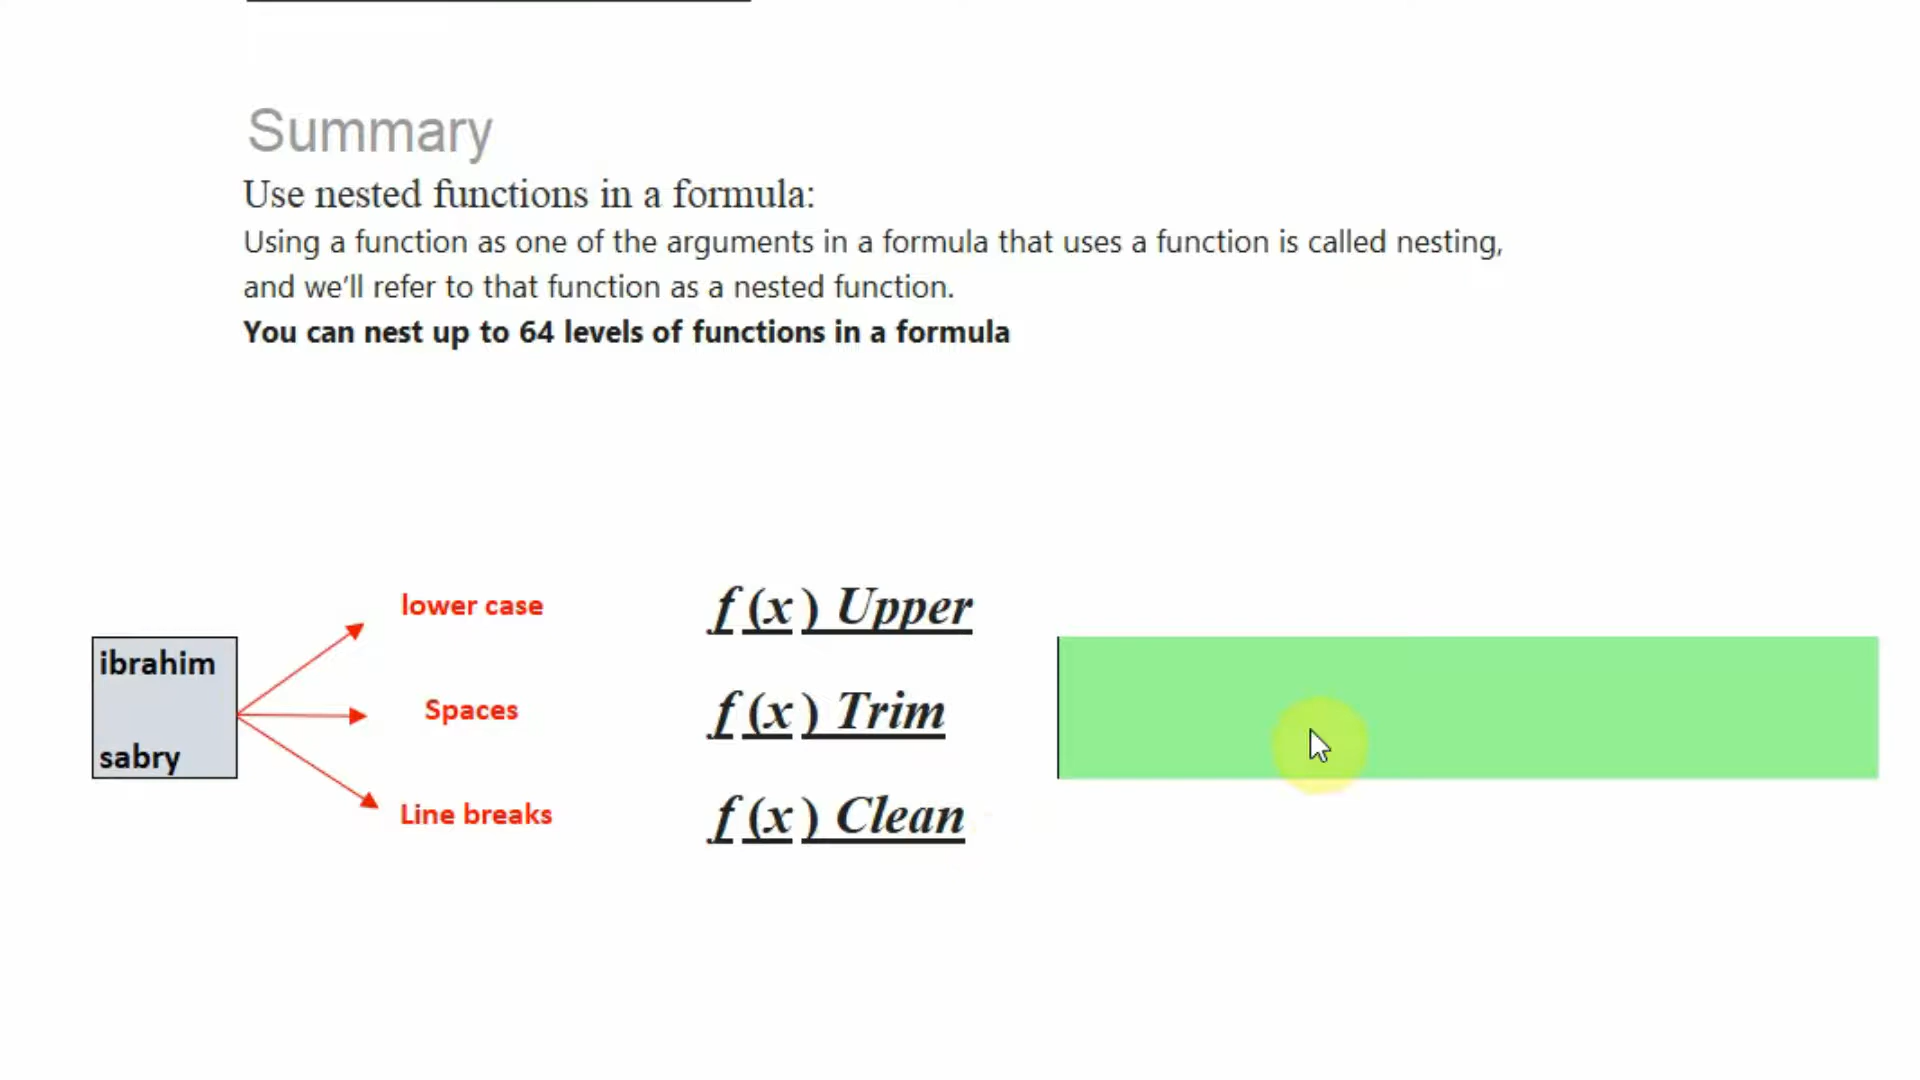 Summary
Use nested functions in a formula:
Using a function as one of the arguments in a formula that uses a function is called nesting,
and we’ll refer to that function as a nested function.
You can nest up to 64 levels of functions in a formula
ibrahim
sabry
lower case
Spaces
Line breaks
f (x) Upper
f (x) Trim
f (x) Clean